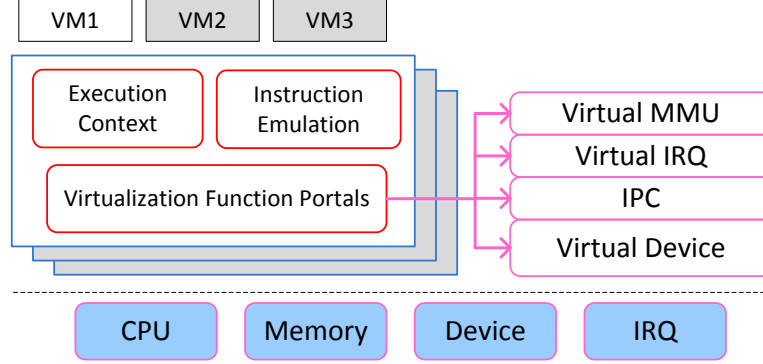 VM1
VM2
VM3
Execution
Context
Instruction
Emulation
Virtualization Function Portals
Virtual MMU
Virtual IRQ
IPC
Virtual Device
CPU
Memory
Device
IRQ